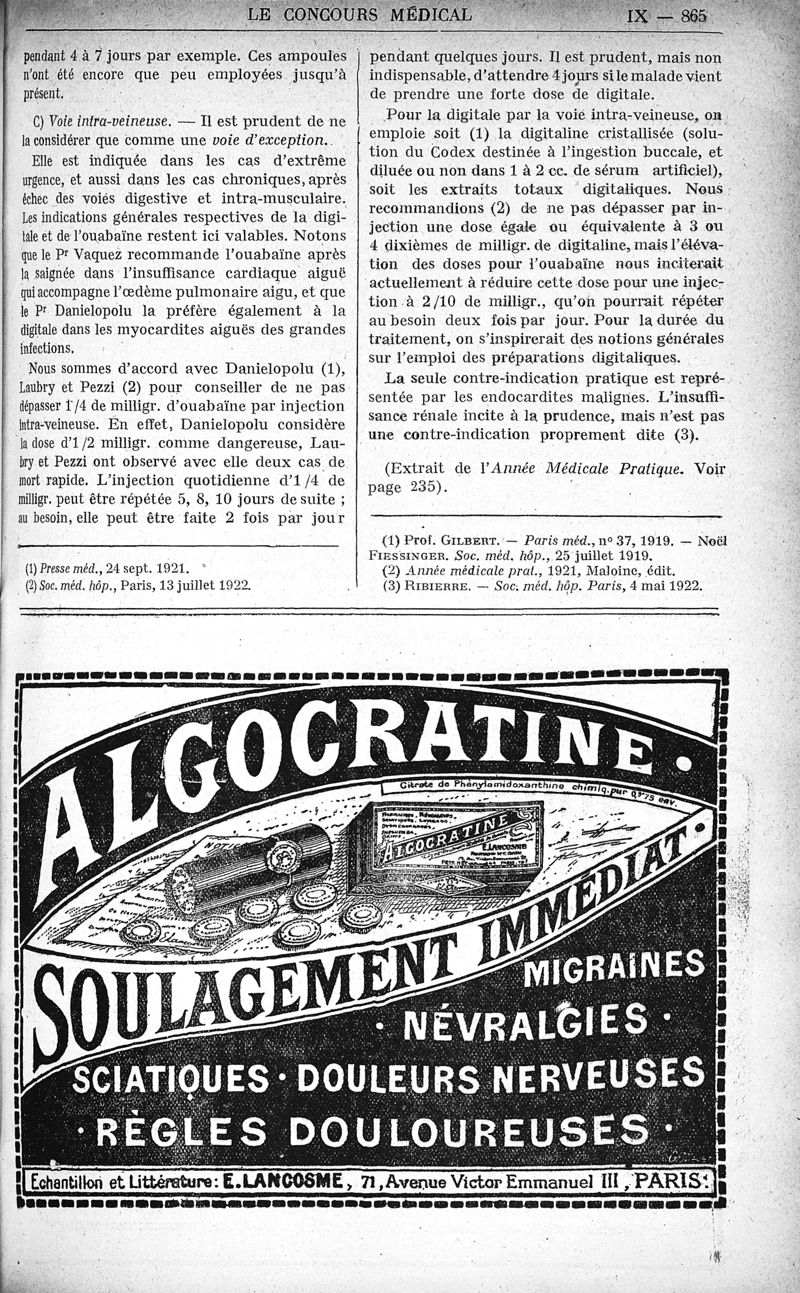 LE CONCOURS MÉDICAL
IX — 865
pendant 4 à 7 jours par exemple. Ces ampoules
n'ont été encore que peu employées jusqu'à
présent.
C) Voie intra-veineuse. — Il est prudent de ne
la considérer que comme une voie d'exception.
Elle est indiquée dans les cas d'extrême
urgence, et aussi dans les cas chroniques, après
échec des voies digestive et intra-musculaire.
Les indications générales respectives de la digi-
tale et de l'ouabaïne restent ici valables. Notons
que le Pr Vaquez recommande l'ouabaïne après
la saignée dans l'insuffisance cardiaque aiguë
qui accompagne l'œdème pulmonaire aigu, et que
le Pr Danielopolu la préfère également à la
digitale dans les myocardites aiguës des grandes
infections.
Nous sommes d'accord avec Danielopolu (1),
Laubry et Pezzi (2) pour conseiller de ne pas
dépasser 1/4 de milligr. d'ouabaïne par injection
intra-veineuse. En effet, Danielopolu considère
la dose d'1/2 milligr. comme dangereuse, Lau-
bry et Pezzi ont observé avec elle deux cas de
mort rapide. L'injection quotidienne d'1/4 de
milligr. peut être répétée 5, 8, 10 jours de suite ;
au besoin, elle peut être faite 2 fois par jour
(1) Presse méd., 24 sept. 1921.
(2) Soc. méd. hôp., Paris, 13 juillet 1922.
pendant quelques jours. Il est prudent, mais non
indispensable, d'attendre 4 jours si le malade vient
de prendre une forte dose de digitale.
Pour la digitale par la voie intra-veineuse, on
emploie soit (1) la digitaline cristallisée (solu-
tion du Codex destinée à l'ingestion buccale, et
diluée ou non dans 1 à 2 cc. de sérum artificiel),
soit les extraits totaux digitaliques. Nous
recommandions (2) de ne pas dépasser par in-
jection une dose égale ou équivalente à 3 ou
4 dixièmes de milligr. de digitaline, mais l'éléva-
tion des doses pour l'ouabaïne nous inciterait
actuellement à réduire cette dose pour une injec-
tion à 2/10 de milligr., qu'on pourrait répéter
au besoin deux fois par jour. Pour la durée du
traitement, on s'inspirerait des notions générales
sur l'emploi des préparations digitaliques.
La seule contre-indication pratique est repré-
sentée par les endocardites malignes. L'insuffi-
sance rénale incite à la prudence, mais n'est pas
une contre-indication proprement dite (3).
(Extrait de l'Année Médicale Pratique. Voir
page 235).
(1) Prof. GILBERT. — Paris méd., n° 37, 1919. — Noël
FIESSINGER. Soc. méd. hôp., 25 juillet 1919.
(2) Année médicale prat., 1921, Maloine, édit.
(3) RIBIERRE. — Soc. méd. hôp. Paris, 4 mai 1922.
ALGOCRATINE ·
Citrate de Phénylamidoxanthine chimiq. pur 0gr75 env.
ALGOCRATINE
E. LANCOSME
SOULAGEMENT IMMÉDIAT ·
MIGRAINES
· NÉVRALGIES ·
SCIATIQUES · DOULEURS NERVEUSES
· RÈGLES DOULOUREUSES ·
Echantillon et Littérature : E. LANCOSME, 71, Avenue Victor Emmanuel III, PARIS.